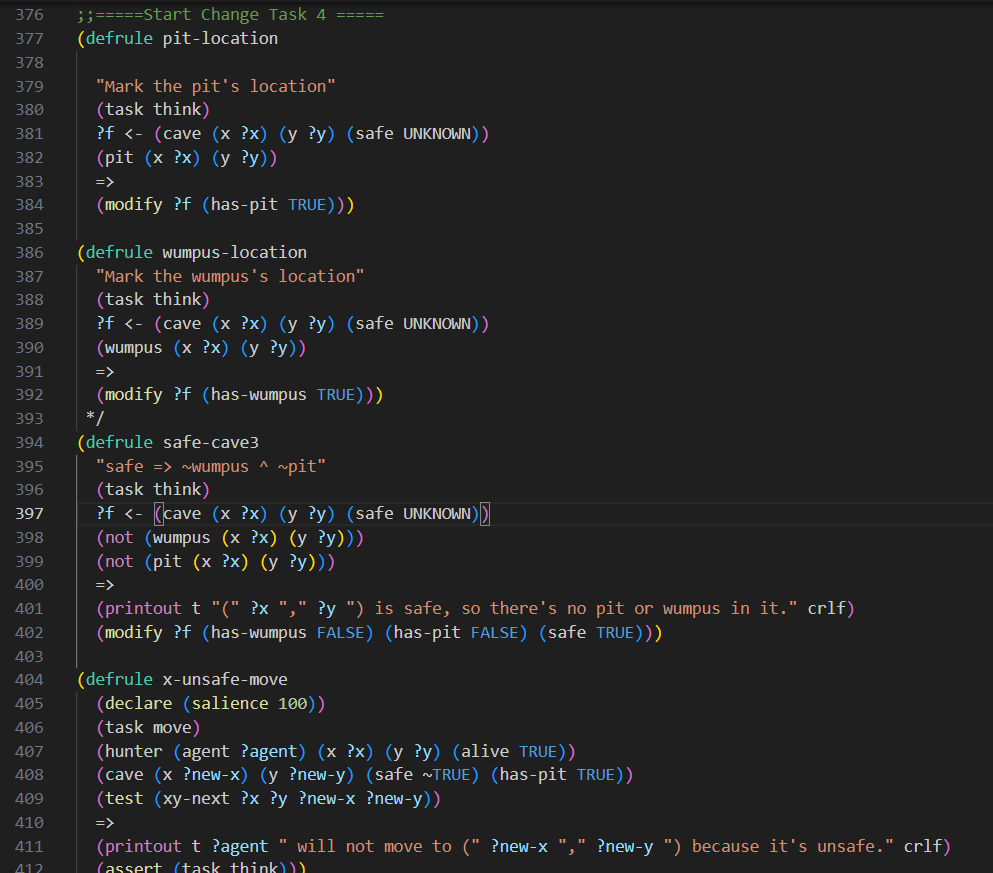 376 ;;=====Start Change Task 4 =====
377 (defrule pit-location
378
379 "Mark the pit's location"
380 (task think)
381 ?f <- (cave (x ?x) (y ?y) (safe UNKNOWN))
382 (pit (x ?x) (y ?y))
383 =>
384 (modify ?f (has-pit TRUE)))
385
386 (defrule wumpus-location
387 "Mark the wumpus's location"
388 (task think)
389 ?f <- (cave (x ?x) (y ?y) (safe UNKNOWN))
390 (wumpus (x ?x) (y ?y))
391 =>
392 (modify ?f (has-wumpus TRUE)))
393 */
394 (defrule safe-cave3
395 "safe => ~wumpus ^ ~pit"
396 (task think)
397 ?f <- (cave (x ?x) (y ?y) (safe UNKNOWN))
398 (not (wumpus (x ?x) (y ?y)))
399 (not (pit (x ?x) (y ?y)))
400 =>
401 (printout t "(" ?x "," ?y ") is safe, so there's no pit or wumpus in it." crlf)
402 (modify ?f (has-wumpus FALSE) (has-pit FALSE) (safe TRUE)))
403
404 (defrule x-unsafe-move
405 (declare (salience 100))
406 (task move)
407 (hunter (agent ?agent) (x ?x) (y ?y) (alive TRUE))
408 (cave (x ?new-x) (y ?new-y) (safe ~TRUE) (has-pit TRUE))
409 (test (xy-next ?x ?y ?new-x ?new-y))
410 =>
411 (printout t ?agent " will not move to (" ?new-x "," ?new-y ") because it's unsafe." crlf)
412 (assert (task think)))